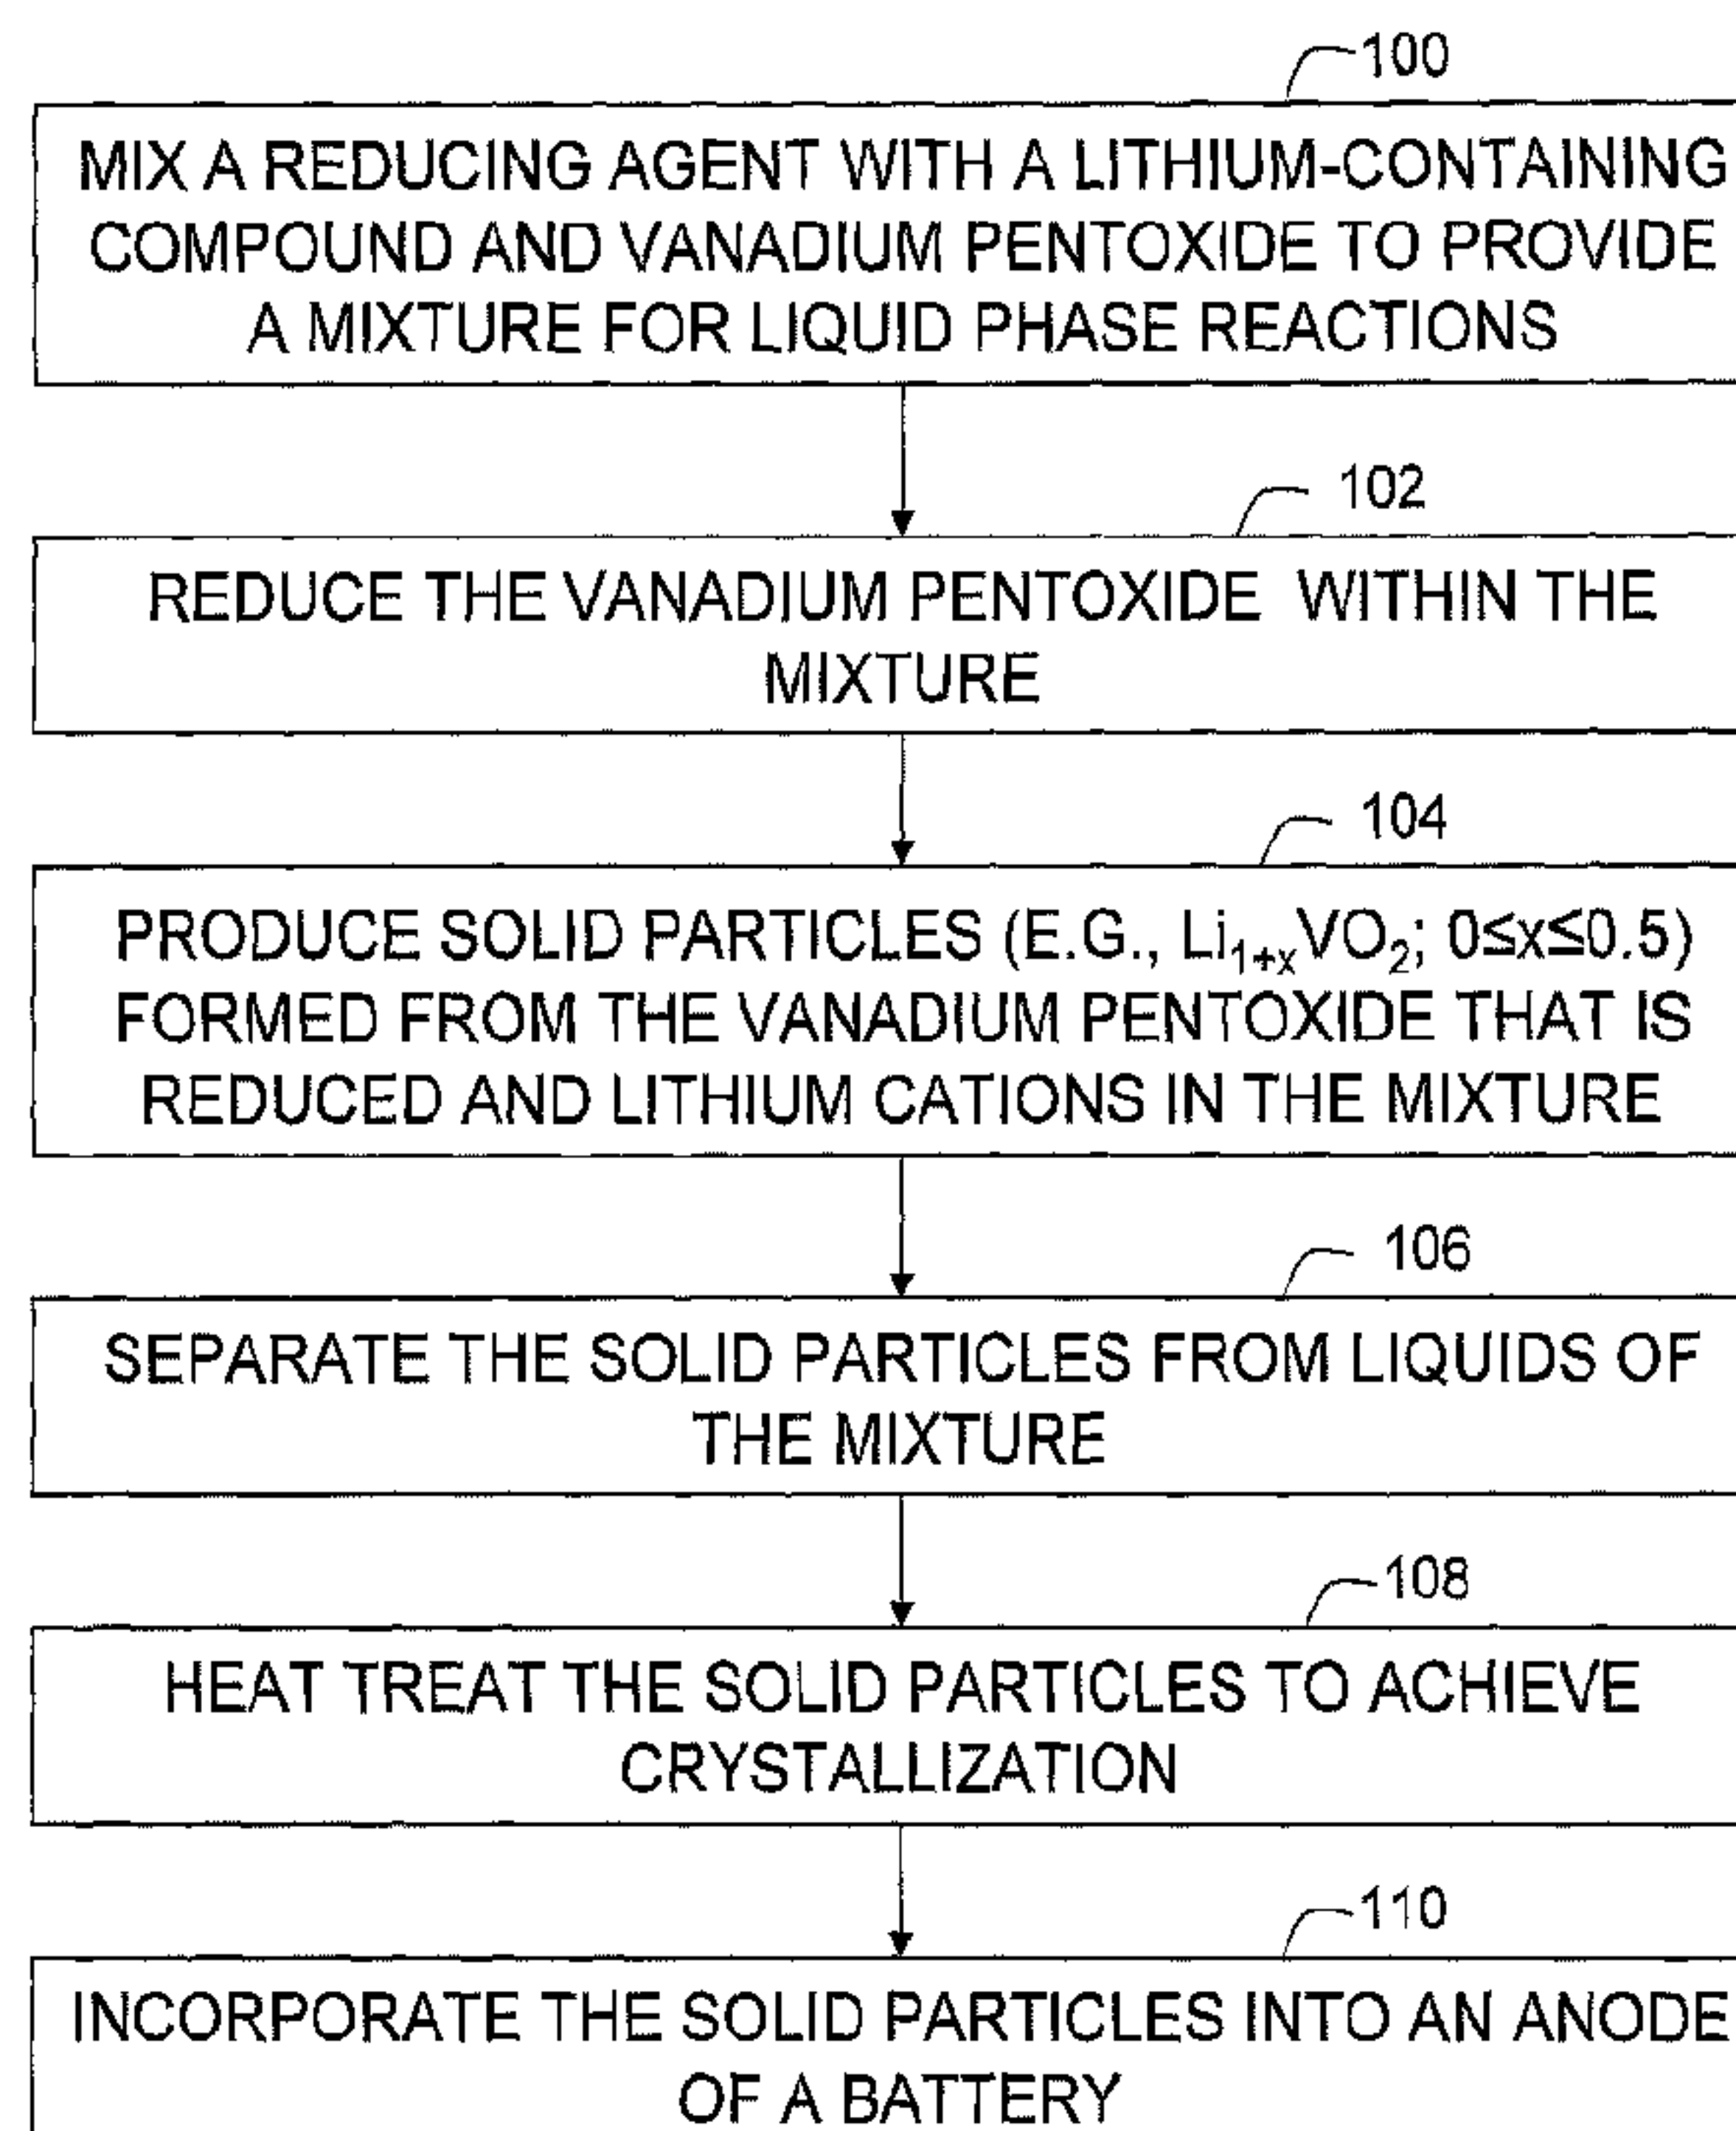 100
MIX A REDUCING AGENT WITH A LITHIUM-CONTAINING
COMPOUND AND VANADIUM PENTOXIDE TO PROVIDE
A MIXTURE FOR LIQUID PHASE REACTIONS
102
REDUCE THE VANADIUM PENTOXIDE WITHIN THE
MIXTURE
104
PRODUCE SOLID PARTICLES (E.G., Li₁₊ₓVO₂; 0≤x≤0.5)
FORMED FROM THE VANADIUM PENTOXIDE THAT IS
REDUCED AND LITHIUM CATIONS IN THE MIXTURE
106
SEPARATE THE SOLID PARTICLES FROM LIQUIDS OF
THE MIXTURE
108
HEAT TREAT THE SOLID PARTICLES TO ACHIEVE
CRYSTALLIZATION
110
INCORPORATE THE SOLID PARTICLES INTO AN ANODE
OF A BATTERY